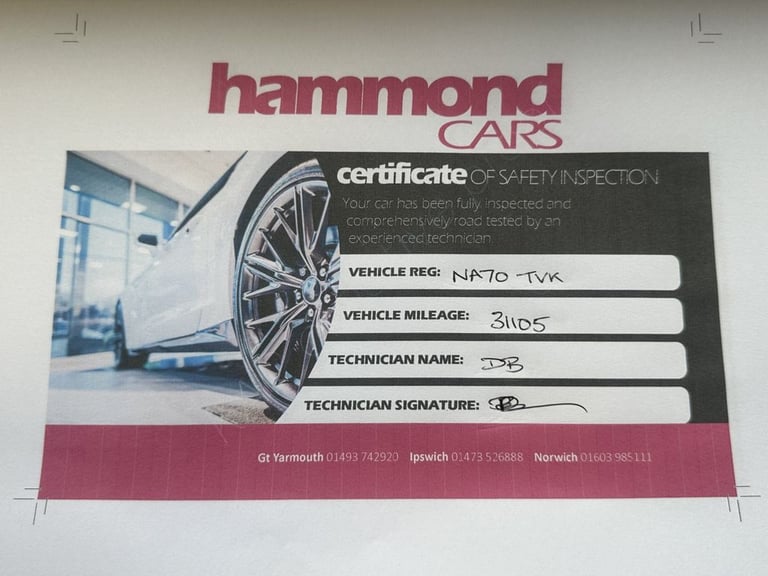 hammond
CARS
certificate OF SAFETY INSPECTION
Your car has been fully inspected and
comprehensively road tested by an
experienced technician.
VEHICLE REG: NA70 TVK
VEHICLE MILEAGE: 31105
TECHNICIAN NAME: DB
TECHNICIAN SIGNATURE:
Gt Yarmouth 01493 742920 Ipswich 01473 526888 Norwich 01603 985111